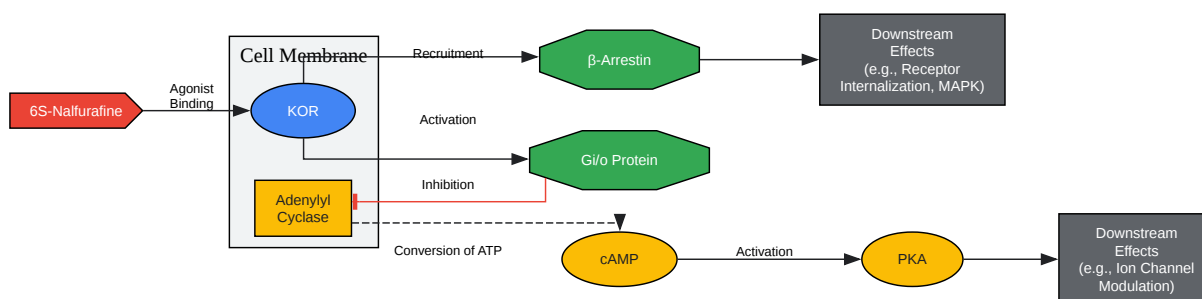 Cell Membrane
6S-Nalfurafine
Agonist
Binding
KOR
Recruitment
β-Arrestin
Downstream
Effects
(e.g., Receptor
Internalization, MAPK)
Activation
Gi/o Protein
Inhibition
Adenylyl
Cyclase
Conversion of ATP
cAMP
Activation
PKA
Downstream
Effects
(e.g., Ion Channel
Modulation)